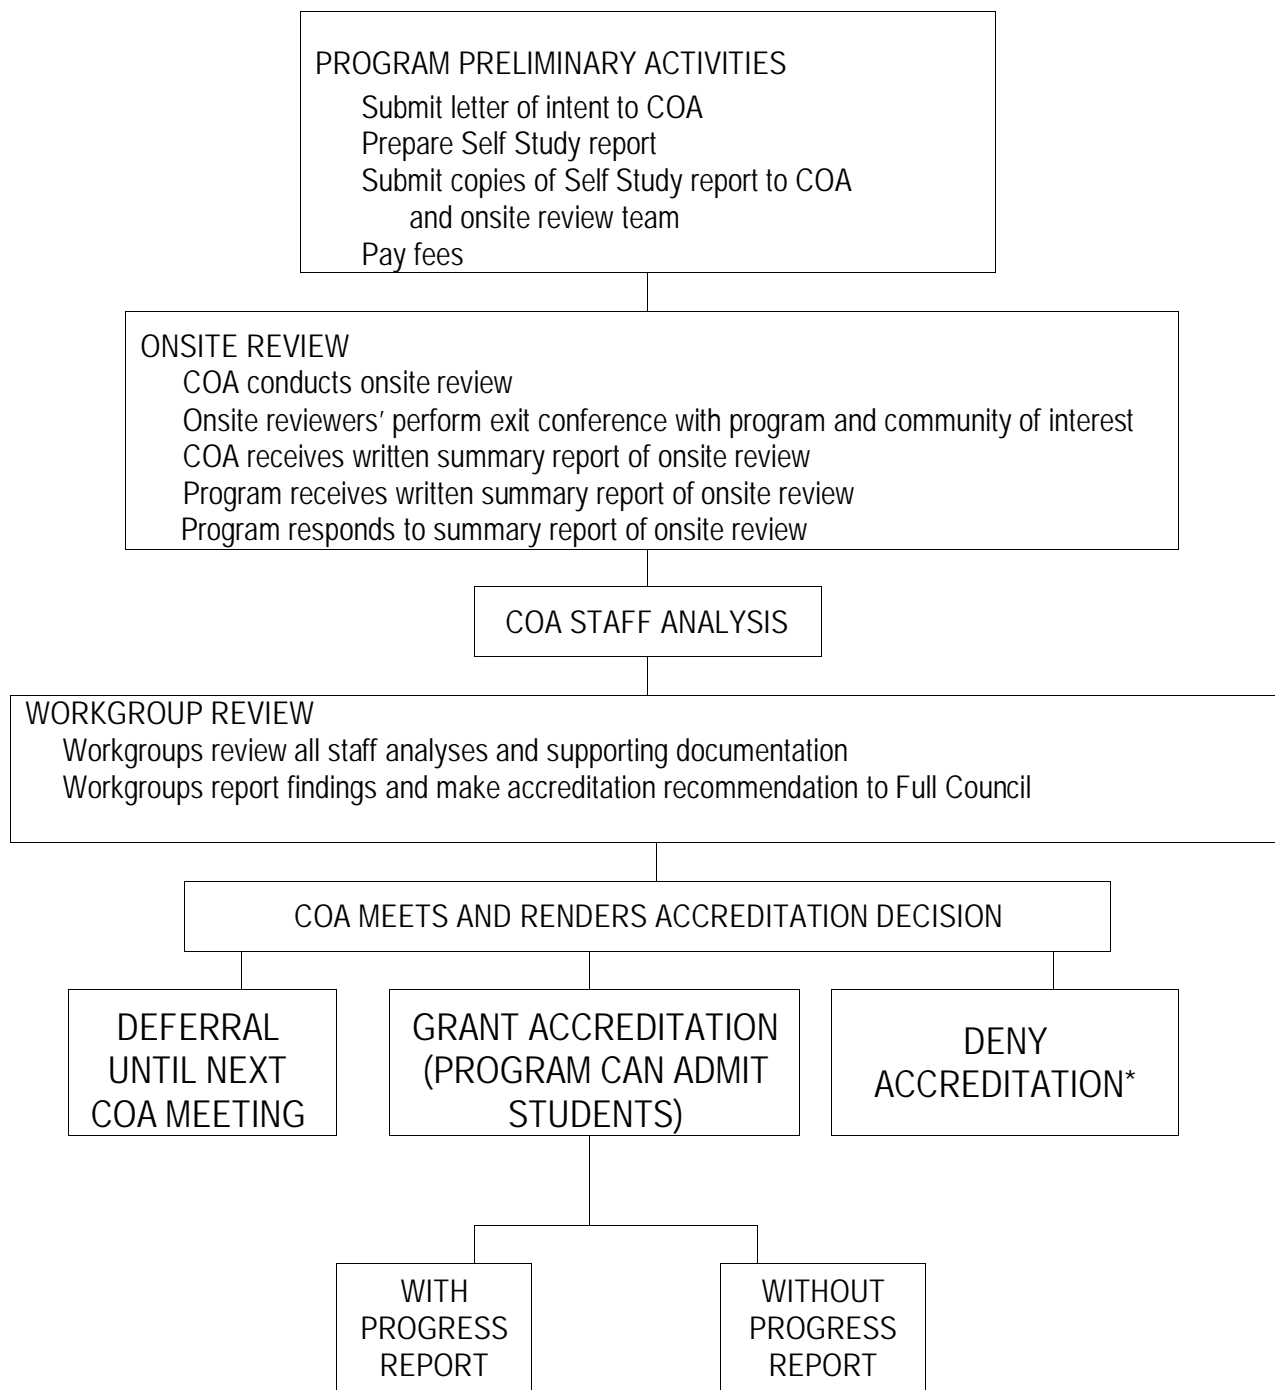 PROGRAM PRELIMINARY ACTIVITIES
Submit letter of intent to COA
Prepare Self Study report
Submit copies of Self Study report to COA
and onsite review team
Pay fees
ONSITE REVIEW
COA conducts onsite review
Onsite reviewers’ perform exit conference with program and community of interest
COA receives written summary report of onsite review
Program receives written summary report of onsite review
Program responds to summary report of onsite review
COA STAFF ANALYSIS
WORKGROUP REVIEW
Workgroups review all staff analyses and supporting documentation
Workgroups report findings and make accreditation recommendation to Full Council
COA MEETS AND RENDERS ACCREDITATION DECISION
DEFERRAL
UNTIL NEXT
COA MEETING
GRANT ACCREDITATION
(PROGRAM CAN ADMIT
STUDENTS)
DENY
ACCREDITATION*
WITH
PROGRESS
REPORT
WITHOUT
PROGRESS
REPORT